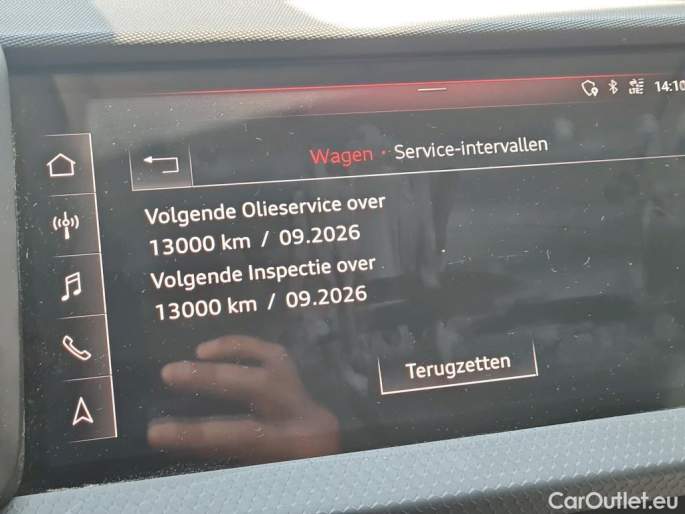 LTE 14:10
Wagen · Service-intervallen
Volgende Olieservice over
13000 km / 09.2026
Volgende Inspectie over
13000 km / 09.2026
Terugzetten
CarOutlet.eu